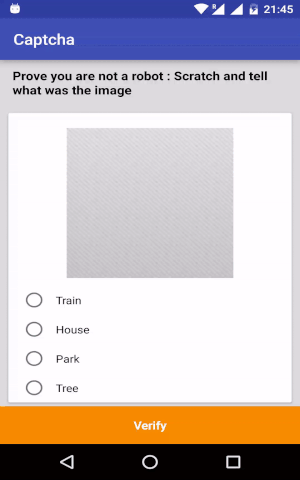 21:45
Captcha
Prove you are not a robot : Scratch and tell
what was the image
Train
House
Park
Tree
Verify